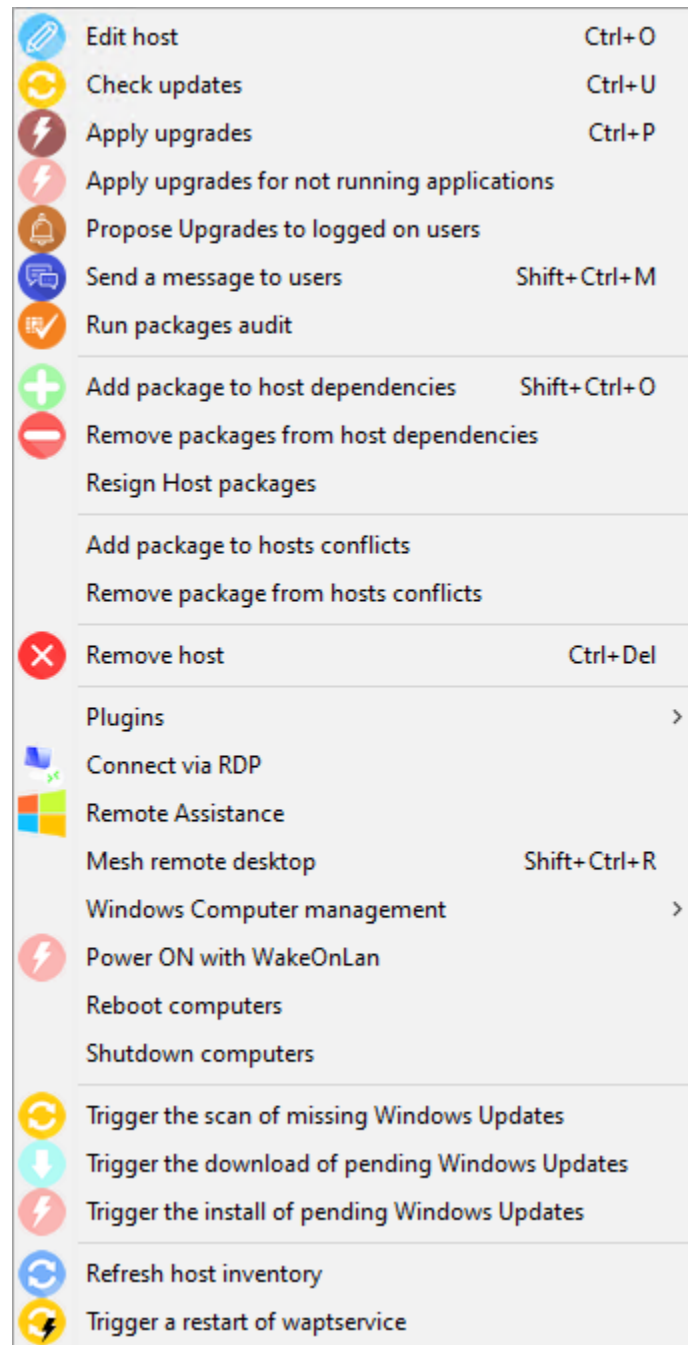 Edit host Ctrl+O
Check updates Ctrl+U
Apply upgrades Ctrl+P
Apply upgrades for not running applications
Propose Upgrades to logged on users
Send a message to users Shift+Ctrl+M
Run packages audit
Add package to host dependencies Shift+Ctrl+O
Remove packages from host dependencies
Resign Host packages
Add package to hosts conflicts
Remove package from hosts conflicts
Remove host Ctrl+Del
Plugins
Connect via RDP
Remote Assistance
Mesh remote desktop Shift+Ctrl+R
Windows Computer management
Power ON with WakeOnLan
Reboot computers
Shutdown computers
Trigger the scan of missing Windows Updates
Trigger the download of pending Windows Updates
Trigger the install of pending Windows Updates
Refresh host inventory
Trigger a restart of waptservice